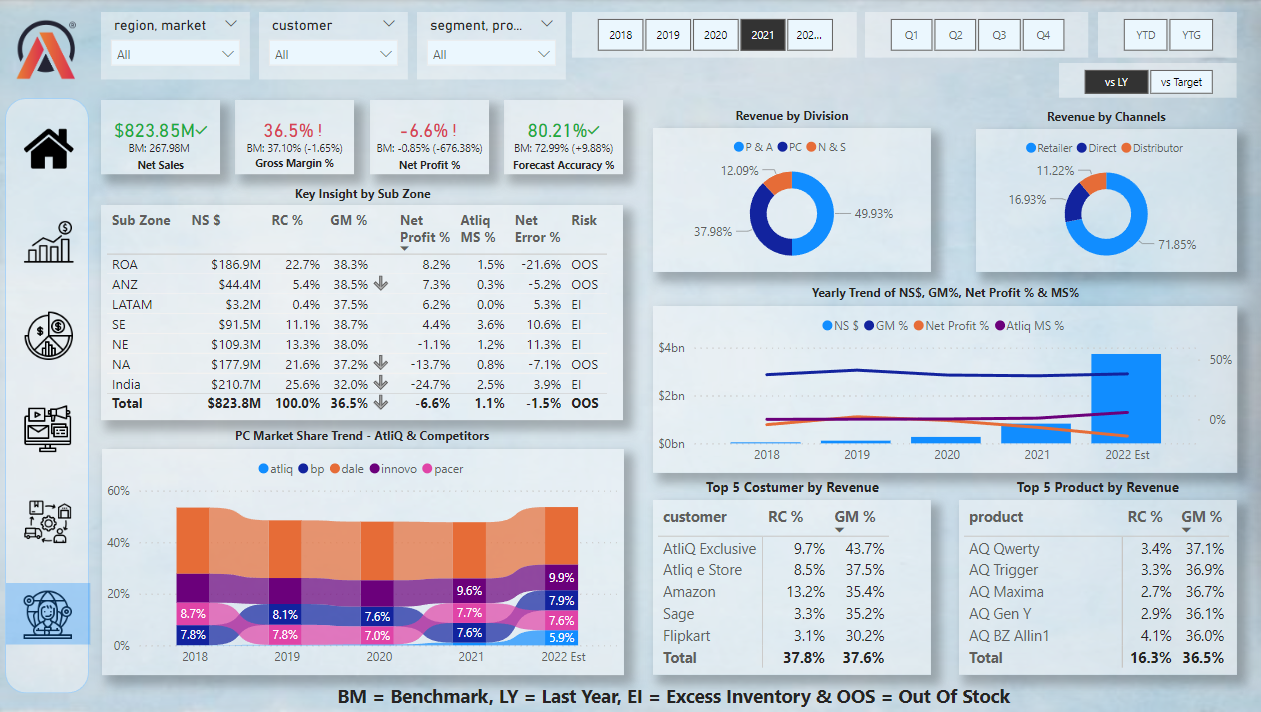 region, market
All
customer
All
segment, pro...
All
2018 2019 2020 2021 202...
Q1 Q2 Q3 Q4
YTD YTG
vs LY vs Target
$823.85M✓
BM: 267.98M
Net Sales
36.5% !
BM: 37.10% (-1.65%)
Gross Margin %
-6.6% !
BM: -0.85% (-676.38%)
Net Profit %
80.21%✓
BM: 72.99% (+9.88%)
Forecast Accuracy %
Revenue by Division
P & A PC N & S
12.09%
49.93%
37.98%
Revenue by Channels
Retailer Direct Distributor
11.22%
16.93%
71.85%
Key Insight by Sub Zone
Sub Zone NS $ RC % GM % Net Profit % Atliq MS % Net Error % Risk
ROA $186.9M 22.7% 38.3% 8.2% 1.5% -21.6% OOS
ANZ $44.4M 5.4% 38.5% 7.3% 0.3% -5.2% OOS
LATAM $3.2M 0.4% 37.5% 6.2% 0.0% 5.3% EI
SE $91.5M 11.1% 38.7% 4.4% 3.6% 10.6% EI
NE $109.3M 13.3% 38.0% -1.1% 1.2% 11.3% EI
NA $177.9M 21.6% 37.2% -13.7% 0.8% -7.1% OOS
India $210.7M 25.6% 32.0% -24.7% 2.5% 3.9% EI
Total $823.8M 100.0% 36.5% -6.6% 1.1% -1.5% OOS
Yearly Trend of NS$, GM%, Net Profit % & MS%
NS $ GM % Net Profit % Atliq MS %
$4bn
$2bn
$0bn
50%
0%
2018 2019 2020 2021 2022 Est
PC Market Share Trend - AtliQ & Competitors
atliq bp dale innovo pacer
60%
40%
20%
0%
8.7%
7.8%
8.1%
7.8%
7.6%
7.0%
9.6%
7.7%
7.6%
9.9%
7.9%
7.6%
5.9%
2018 2019 2020 2021 2022 Est
Top 5 Costumer by Revenue
customer RC % GM %
AtliQ Exclusive 9.7% 43.7%
Atliq e Store 8.5% 37.5%
Amazon 13.2% 35.4%
Sage 3.3% 35.2%
Flipkart 3.1% 30.2%
Total 37.8% 37.6%
Top 5 Product by Revenue
product RC % GM %
AQ Qwerty 3.4% 37.1%
AQ Trigger 3.3% 36.9%
AQ Maxima 2.7% 36.7%
AQ Gen Y 2.9% 36.1%
AQ BZ Allin1 4.1% 36.0%
Total 16.3% 36.5%
BM = Benchmark, LY = Last Year, EI = Excess Inventory & OOS = Out Of Stock